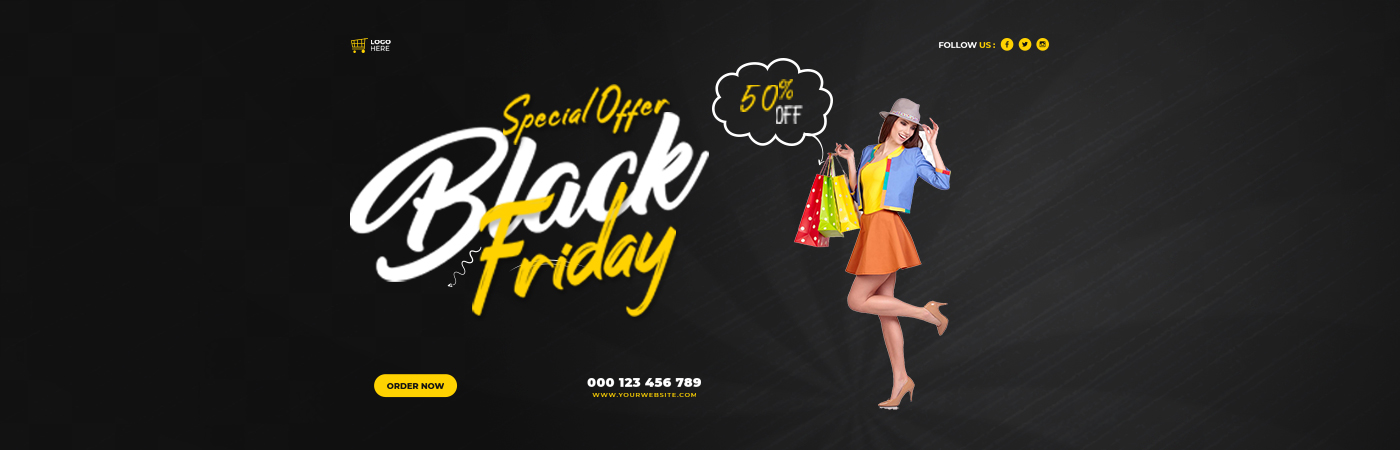 LOGO
HERE
FOLLOW US :
Special Offer
Black
Friday
50%
OFF
ORDER NOW
000 123 456 789
WWW.YOURWEBSITE.COM